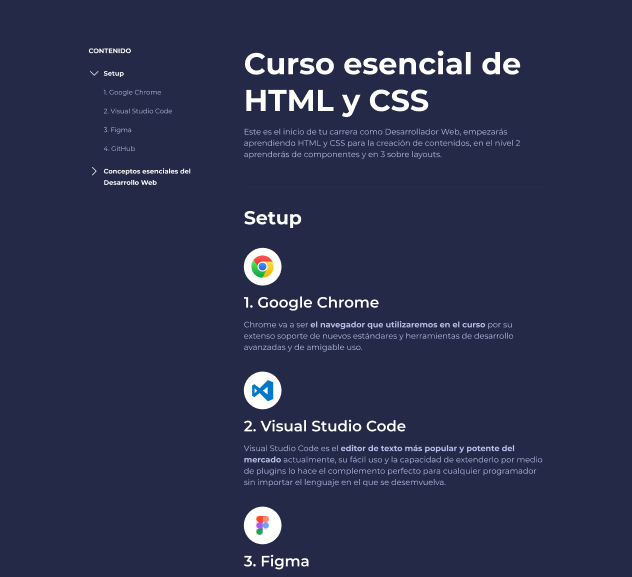 CONTENIDO
Setup
1. Google Chrome
2. Visual Studio Code
3. Figma
4. GitHub
Conceptos esenciales del
Desarrollo Web
Curso esencial de
HTML y CSS
Este es el inicio de tu carrera como Desarrollador Web, empezarás
aprendiendo HTML y CSS para la creación de contenidos, en el nivel 2
aprenderás de componentes y en 3 sobre layouts.
Setup
1. Google Chrome
Chrome va a ser el navegador que utilizaremos en el curso por su
extenso soporte de nuevos estándares y herramientas de desarrollo
avanzadas y de amigable uso.
2. Visual Studio Code
Visual Studio Code es el editor de texto más popular y potente del
mercado actualmente, su fácil uso y la capacidad de extenderlo por medio
de plugins lo hace el complemento perfecto para cualquier programador
sin importar el lenguaje en el que se desemvuelva.
3. Figma